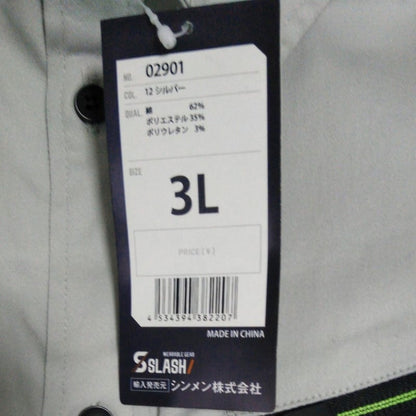 NO. 02901
COL. 12 シルバー
QUAL. 綿 62%
ポリエステル 35%
ポリウレタン 3%
SIZE
3L
PRICE(¥)
4 534394 382207
MADE IN CHINA
WEARABLE GEAR
SLASH
輸入発売元 シンメン株式会社